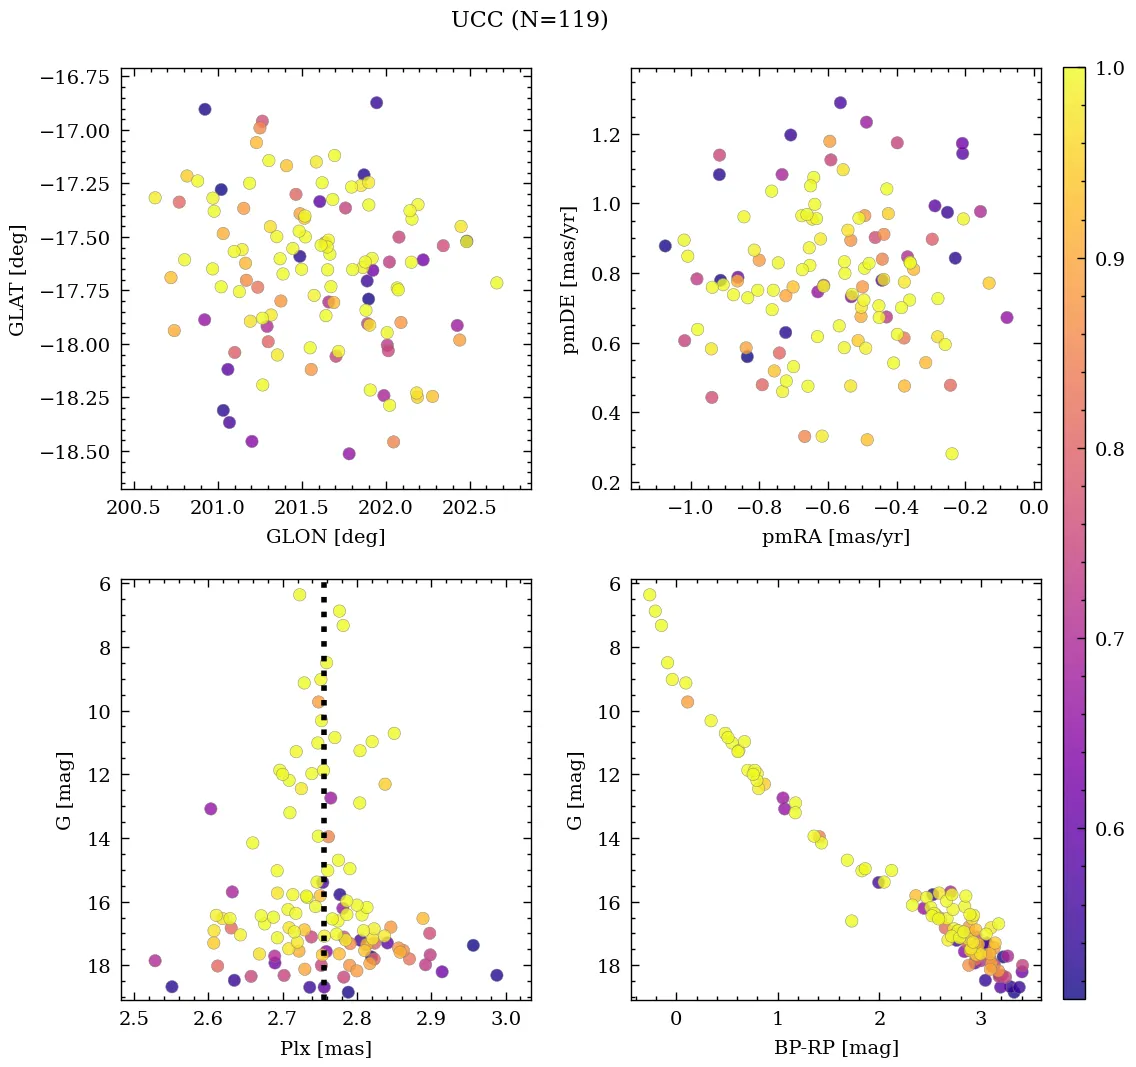 UCC (N=119)
−16.75
−17.00
−17.25
−17.50
−17.75
−18.00
−18.25
−18.50
GLAT [deg]
200.5 201.0 201.5 202.0 202.5
GLON [deg]
1.2
1.0
0.8
0.6
0.4
0.2
pmDE [mas/yr]
−1.0 −0.8 −0.6 −0.4 −0.2 0.0
pmRA [mas/yr]
6
8
10
12
14
16
18
G [mag]
2.5 2.6 2.7 2.8 2.9 3.0
Plx [mas]
6
8
10
12
14
16
18
G [mag]
0 1 2 3
BP-RP [mag]
1.0
0.9
0.8
0.7
0.6